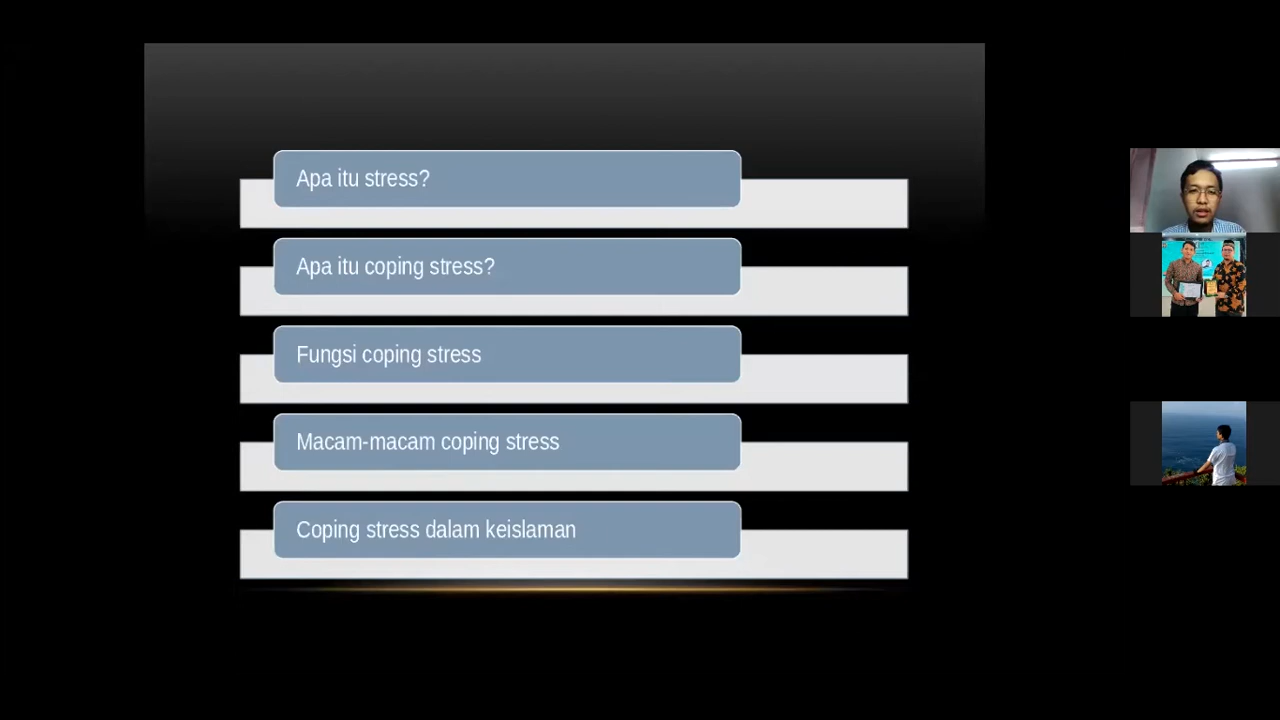 Apa itu stress?
Apa itu coping stress?
Fungsi coping stress
Macam-macam coping stress
Coping stress dalam keislaman